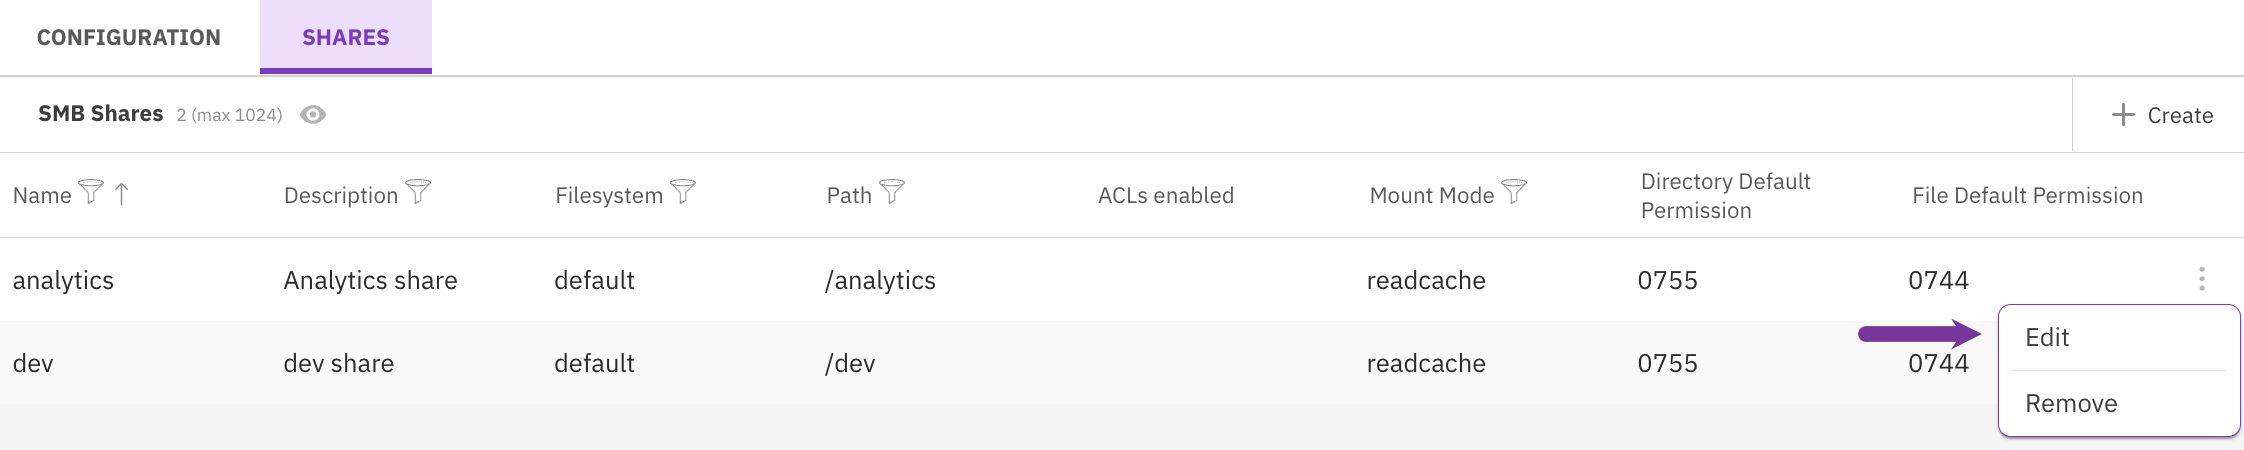 CONFIGURATION SHARES
SMB Shares 2 (max 1024) Create
Name Description Filesystem Path ACLs enabled Mount Mode Directory Default Permission File Default Permission
analytics Analytics share default /analytics readcache 0755 0744
Edit
dev dev share default /dev readcache 0755 0744
Remove